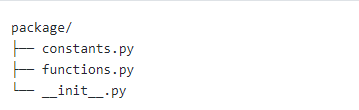 package/
├── constants.py
├── functions.py
└── __init__.py